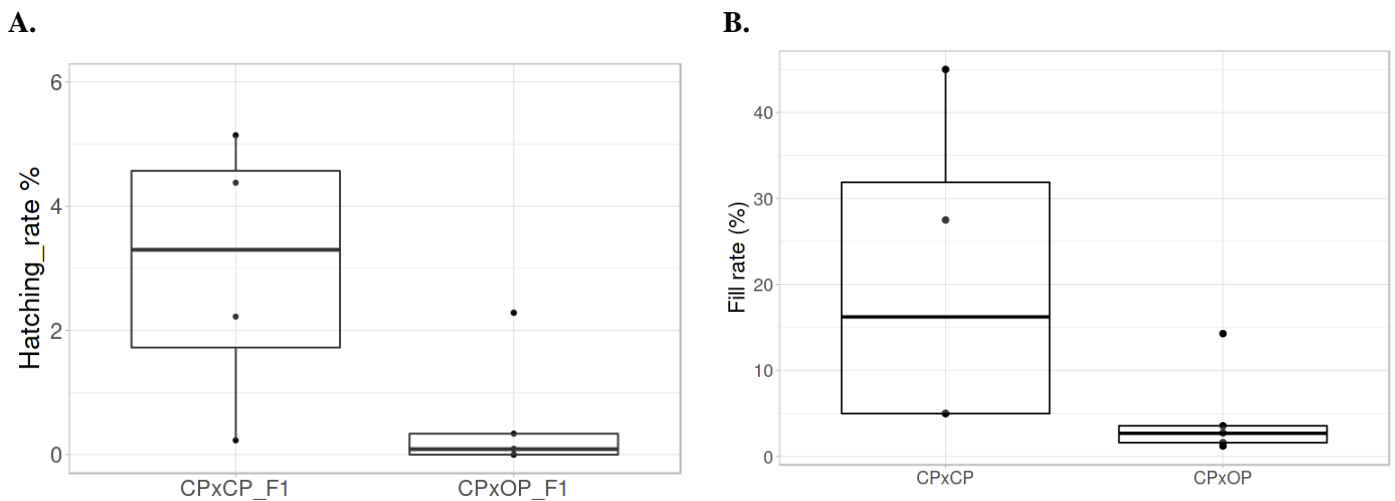 A.
B.
Hatching_rate %
6
4
2
0
CPxCP_F1
CPxOP_F1
Fill rate (%)
40
30
20
10
0
CPxCP
CPxOP